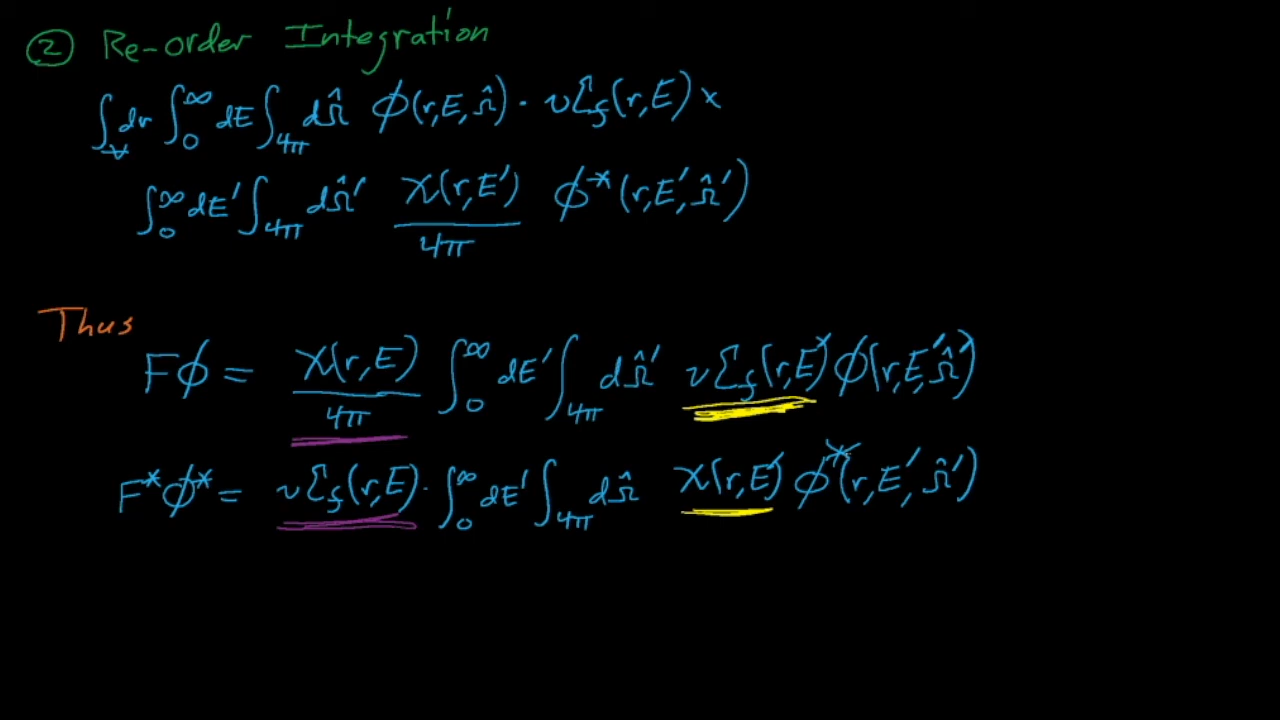 ② Re-order Integration
∫_V dr ∫_0^∞ dE ∫_4π dΩ̂ ϕ(r,E,Ω̂) · νΣ_f(r,E) ×
∫_0^∞ dE' ∫_4π dΩ̂' χ(r,E')/4π ϕ*(r,E',Ω̂')
Thus
Fϕ = χ(r,E)/4π ∫_0^∞ dE' ∫_4π dΩ̂' νΣ_f(r,E') ϕ(r,E',Ω̂')
F*ϕ* = νΣ_f(r,E) · ∫_0^∞ dE' ∫_4π dΩ̂ χ(r,E') ϕ*(r,E',Ω̂')